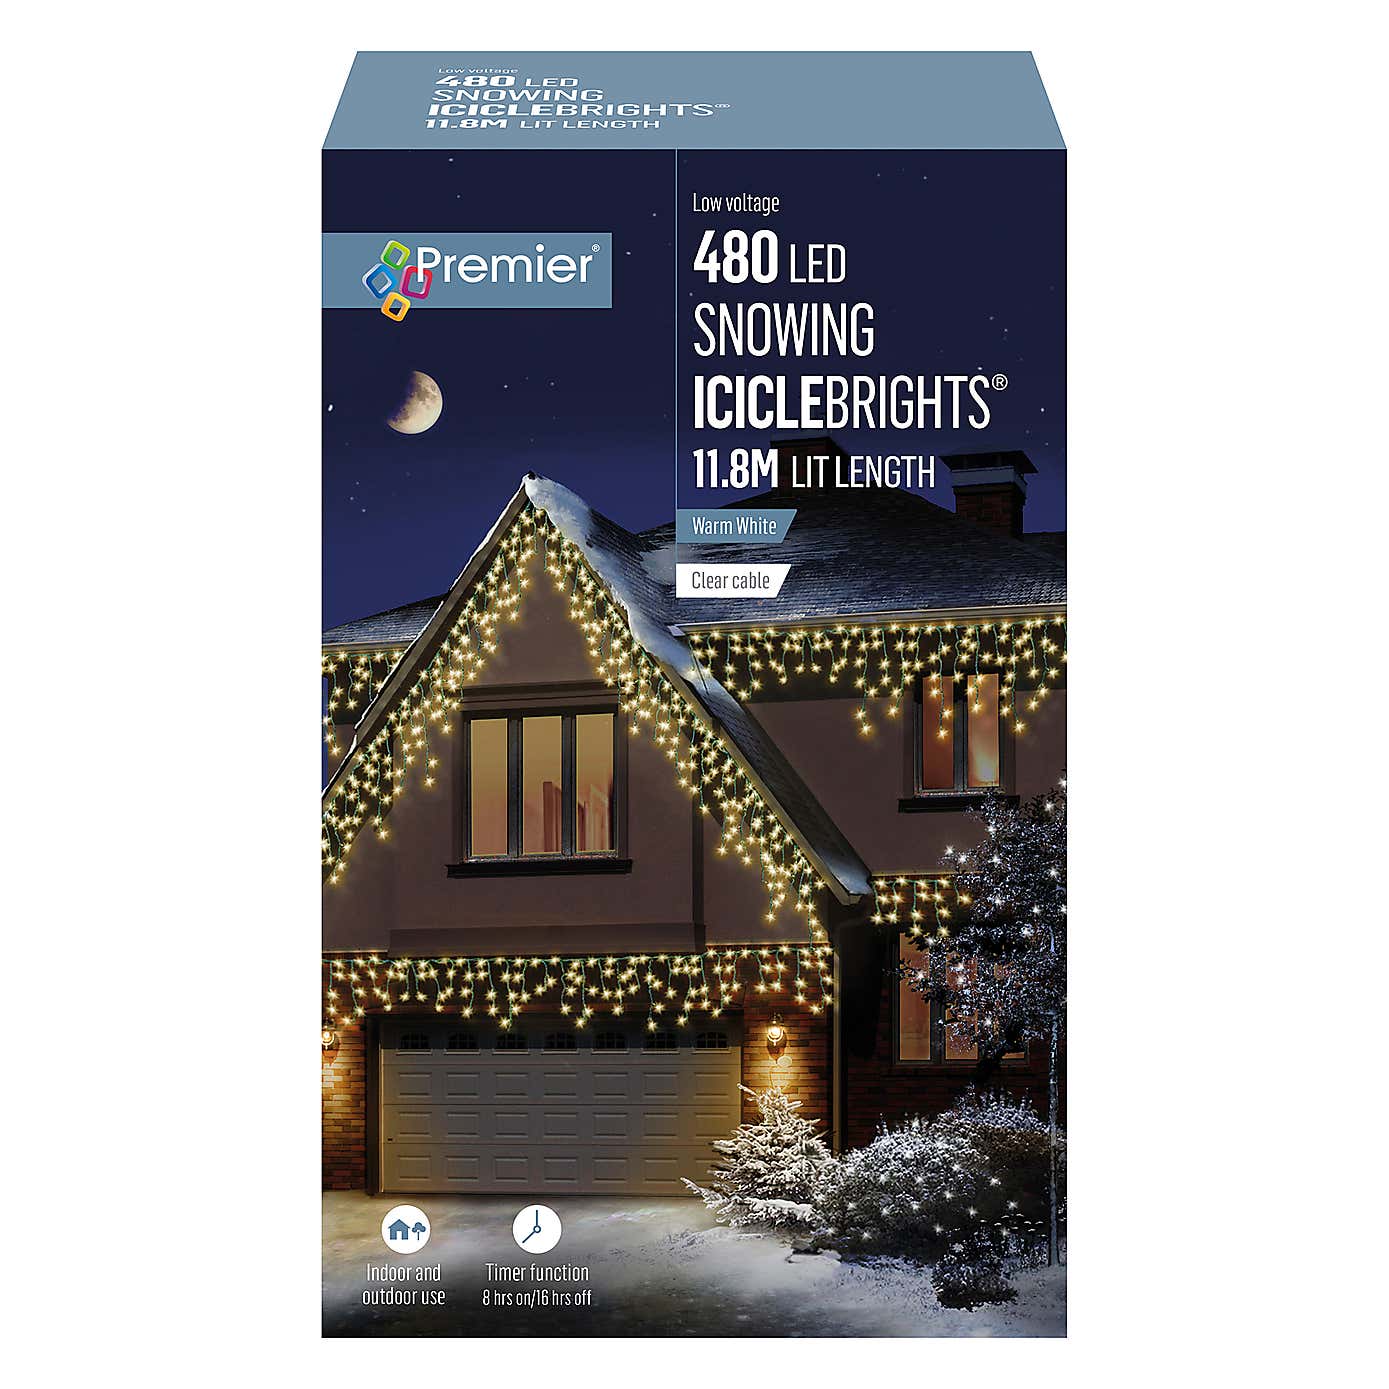 Low voltage
480 LED
SNOWING
ICICLEBRIGHTS®
11.8M LIT LENGTH
Premier®
Low voltage
480 LED
SNOWING
ICICLEBRIGHTS®
11.8M LIT LENGTH
Warm White
Clear cable
Indoor and
outdoor use
Timer function
8 hrs on/16 hrs off